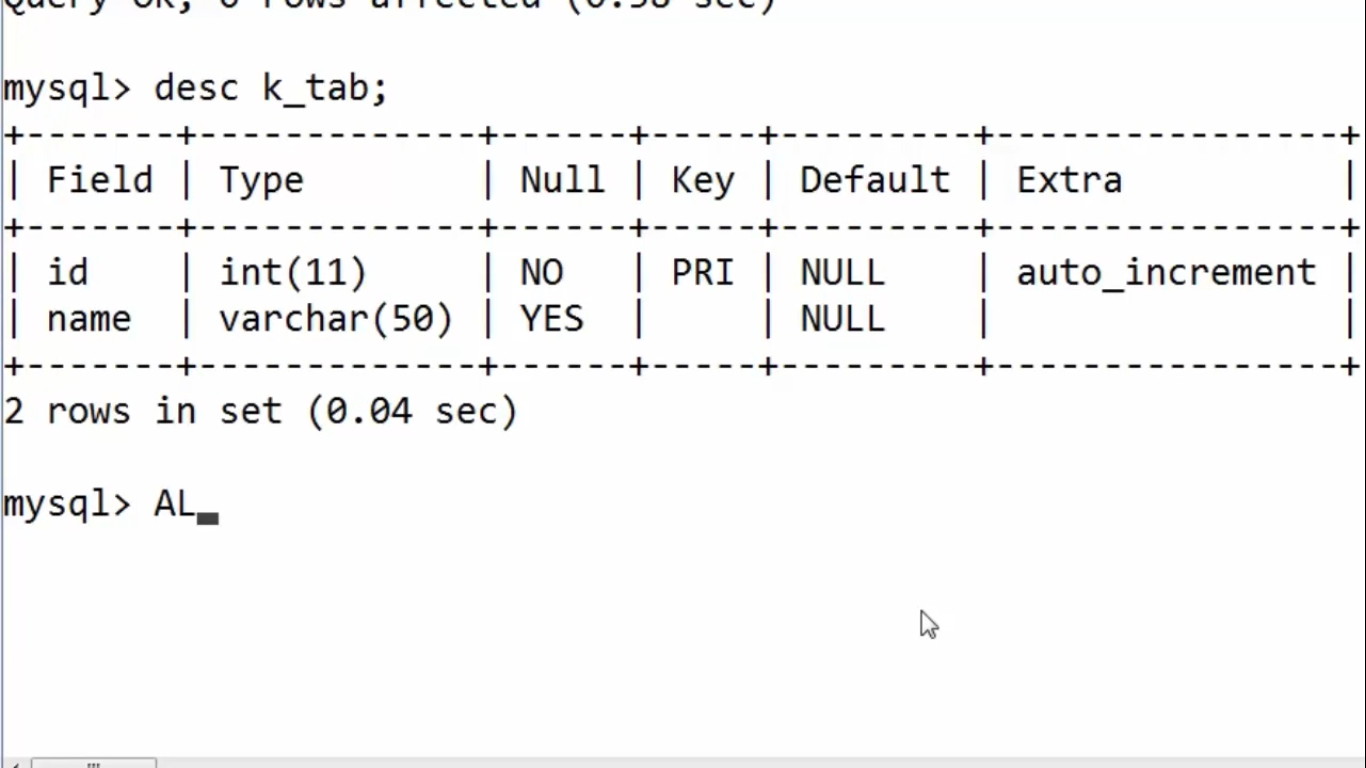 Query OK, 0 rows affected (0.58 sec)
mysql> desc k_tab;
+-------+-------------+------+-----+---------+----------------+
| Field | Type        | Null | Key | Default | Extra          |
+-------+-------------+------+-----+---------+----------------+
| id    | int(11)     | NO   | PRI | NULL    | auto_increment |
| name  | varchar(50) | YES  |     | NULL    |                |
+-------+-------------+------+-----+---------+----------------+
2 rows in set (0.04 sec)
mysql> AL